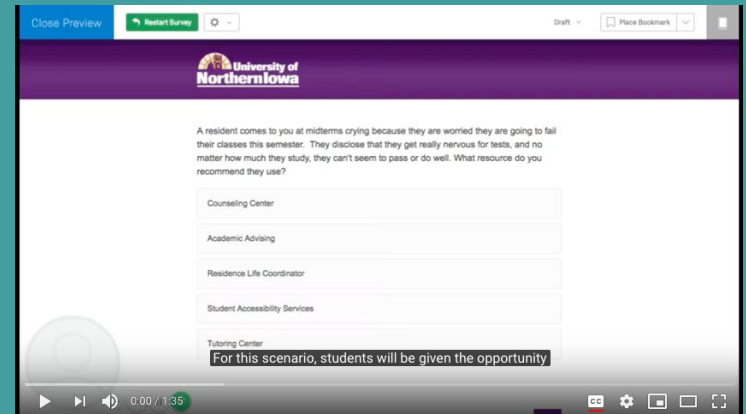 Close Preview
Restart Survey
Draft
Place Bookmark
University of
Northern Iowa
A resident comes to you at midterms crying because they are worried they are going to fail
their classes this semester. They disclose that they get really nervous for tests, and no
matter how much they study, they can't seem to pass or do well. What resource do you
recommend they use?
Counseling Center
Academic Advising
Residence Life Coordinator
Student Accessibility Services
Tutoring Center
For this scenario, students will be given the opportunity
0:00 / 1:35
CC